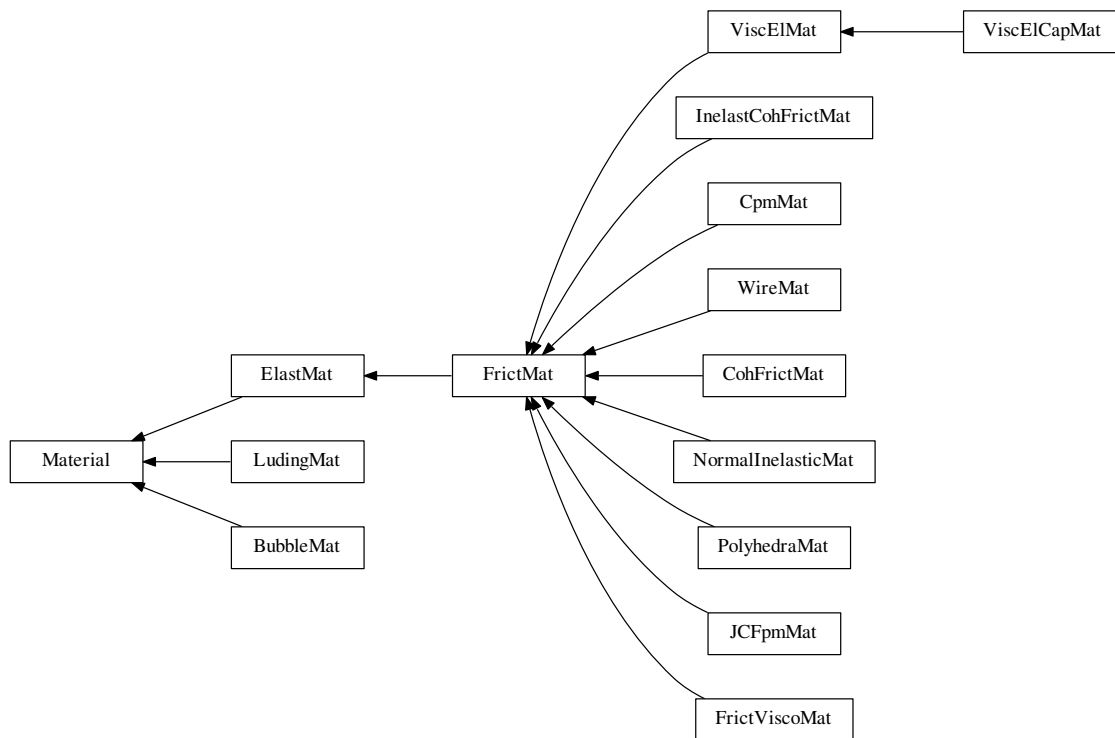 ViscElMat
ViscElCapMat
InelastCohFrictMat
CpmMat
WireMat
ElastMat
FrictMat
CohFrictMat
Material
LudingMat
NormalInelasticMat
BubbleMat
PolyhedraMat
JCFpmMat
FrictViscoMat